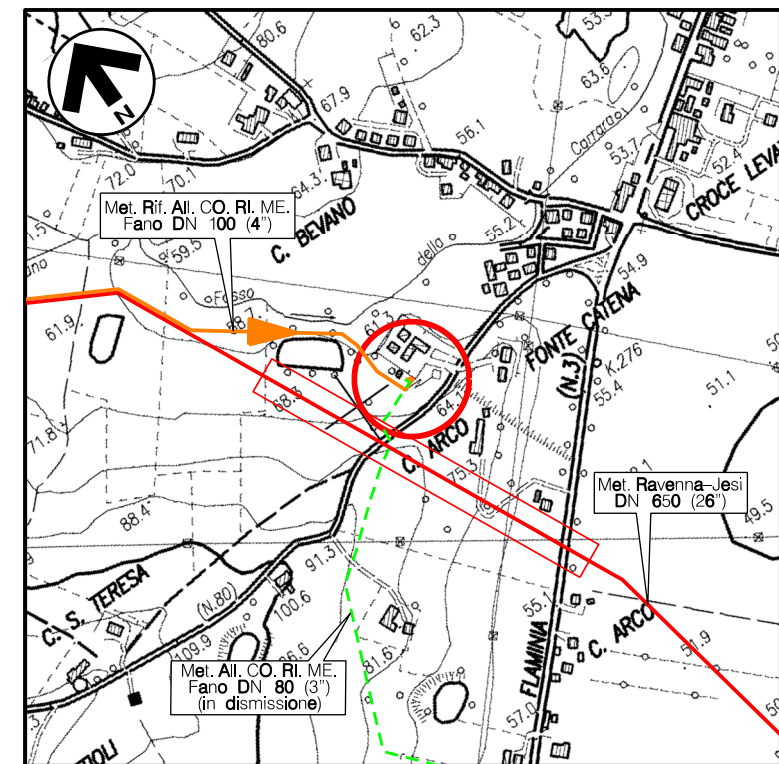 80.6
6
62.3
53.5
N
67.9
63.6
56.1
Carrara
53.7
52.4
CROCE LEVA
72.0
70.1
64.3
C. BEVANO
Met. Rif. All. CO. RI. ME.
Fano DN 100 (4")
59.5
della
55.2
54.9
Fosso
61.3
61.9
68.3
64.1
FONTE CATENA
(N.3)
K.276
55.4
51.1
71.8
C. ARCO
75.3
Met. Ravenna-Jesi
DN 650 (26")
49.5
88.4
91.3
C. S. TERESA
(N.80)
100.6
55.1
C. ARCO
51.9
109.9
81.6
Met. All. CO. RI. ME.
Fano DN 80 (3")
(in dismissione)
FLAMINIA
57.0